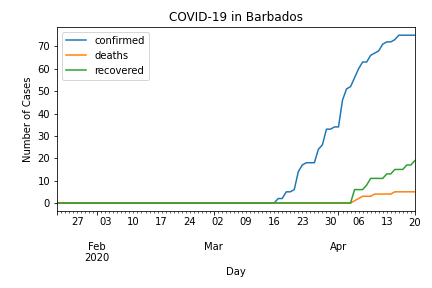 COVID-19 in Barbados
confirmed
deaths
recovered
Number of Cases
70
60
50
40
30
20
10
0
27 03 10 17 24 02 09 16 23 30 06 13 20
Feb Mar Apr
2020
Day